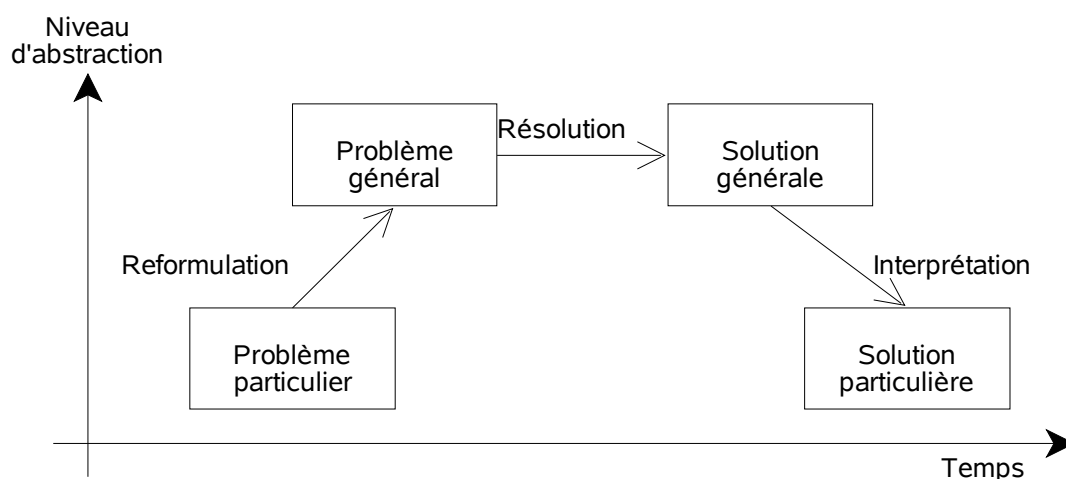 Niveau
d'abstraction
Problème
général
Résolution
Solution
générale
Reformulation
Interprétation
Problème
particulier
Solution
particulière
Temps